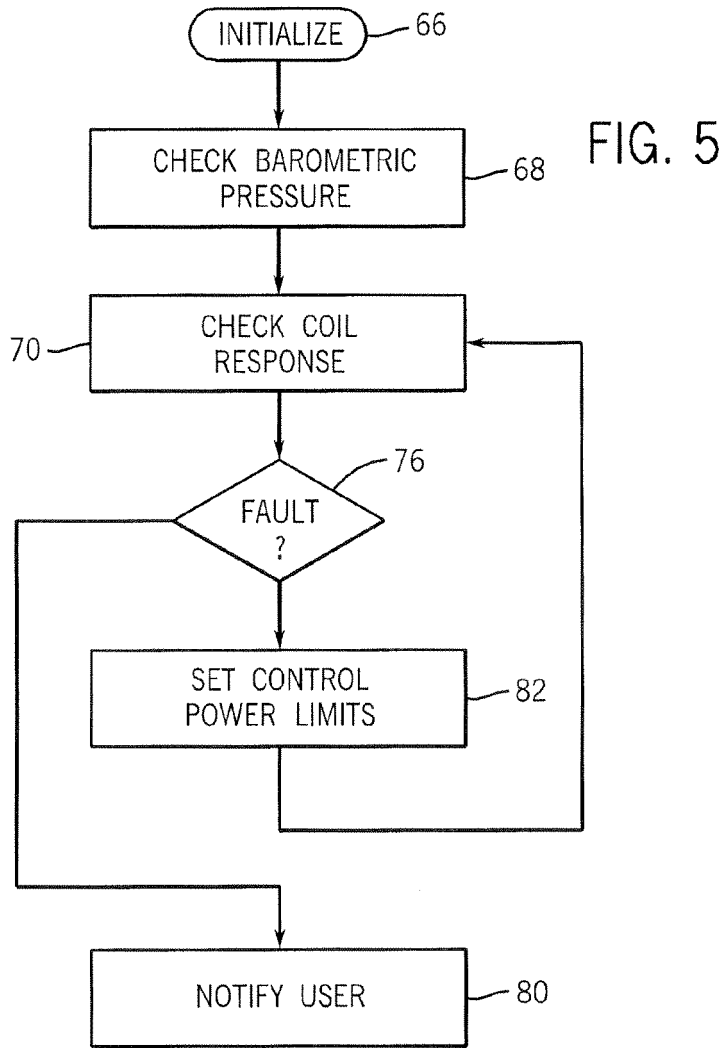 INITIALIZE
66
FIG. 5
CHECK BAROMETRIC
PRESSURE
68
CHECK COIL
RESPONSE
70
76
FAULT
?
SET CONTROL
POWER LIMITS
82
NOTIFY USER
80